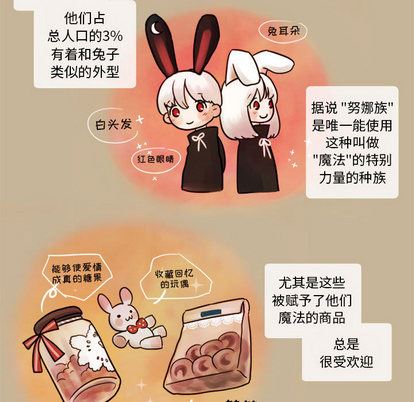 他们占
总人口的3%
有着和兔子
类似的外型
兔耳朵
白头发
红色眼睛
据说 "努娜族"
是唯一能使用
这种叫做
"魔法"的特别
力量的种族
能够使爱情
成真的糖果
收藏回忆
的玩偶
尤其是这些
被赋予了他们
魔法的商品
总是
很受欢迎